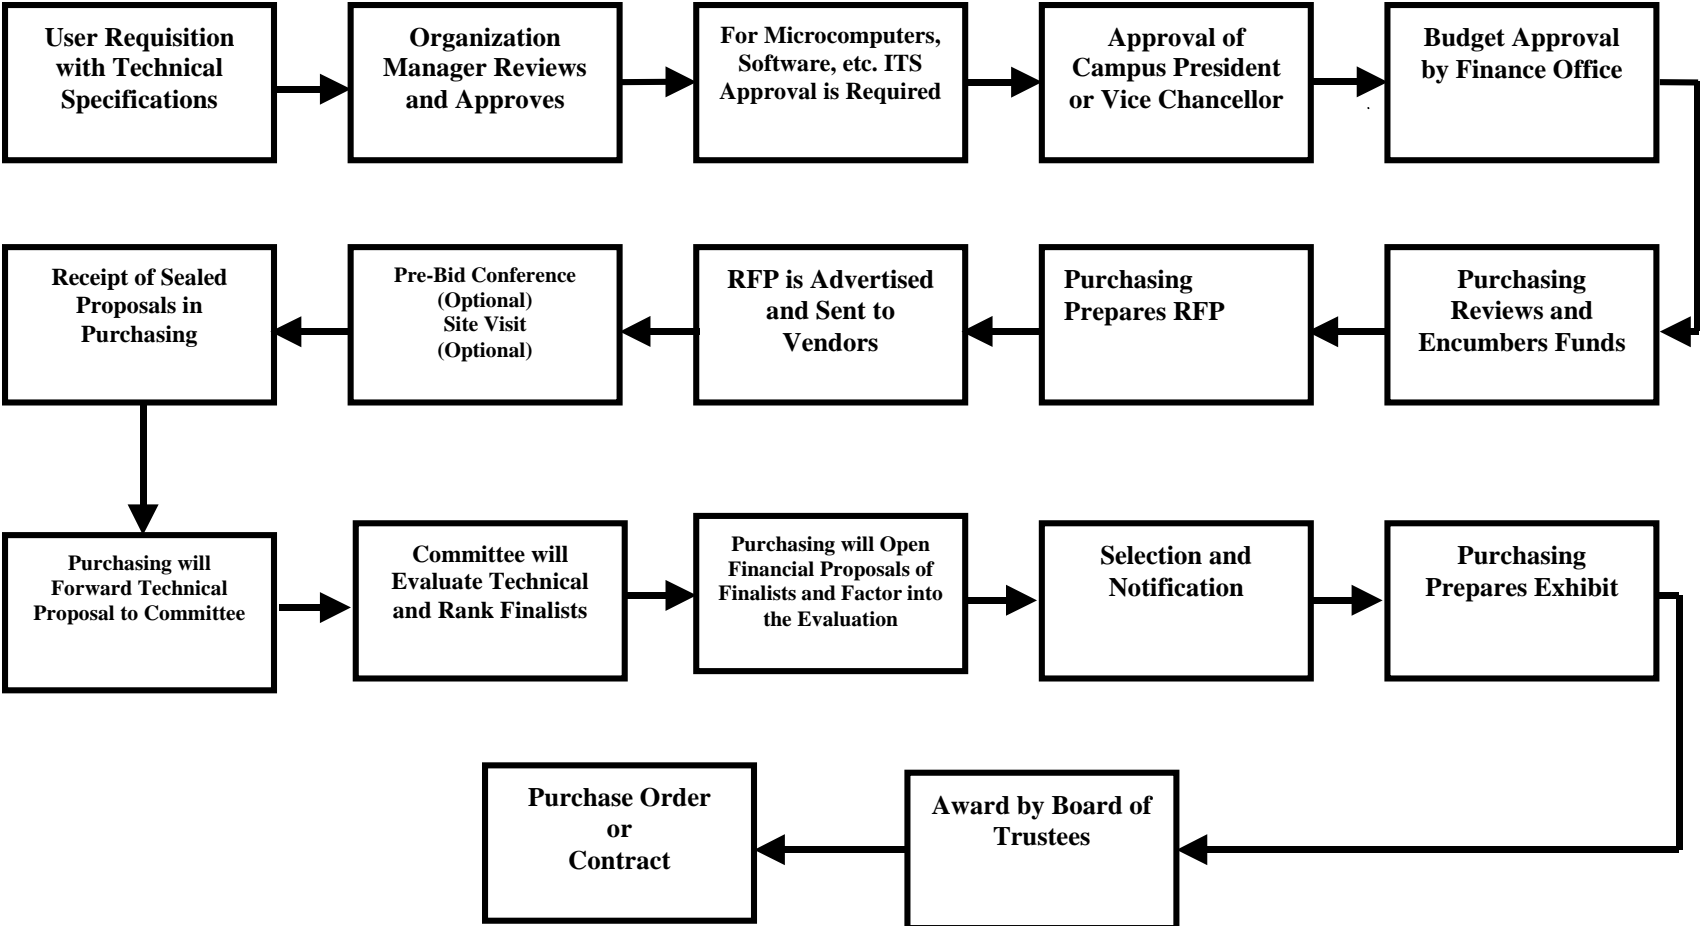 User Requisition
with Technical
Specifications
Organization
Manager Reviews
and Approves
For Microcomputers,
Software, etc. ITS
Approval is Required
Approval of
Campus President
or Vice Chancellor
Budget Approval
by Finance Office
Purchasing
Reviews and
Encumbers Funds
Purchasing
Prepares RFP
RFP is Advertised
and Sent to
Vendors
Pre-Bid Conference
(Optional)
Site Visit
(Optional)
Receipt of Sealed
Proposals in
Purchasing
Purchasing will
Forward Technical
Proposal to Committee
Committee will
Evaluate Technical
and Rank Finalists
Purchasing will Open
Financial Proposals of
Finalists and Factor into
the Evaluation
Selection and
Notification
Purchasing
Prepares Exhibit
Award by Board of
Trustees
Purchase Order
or
Contract